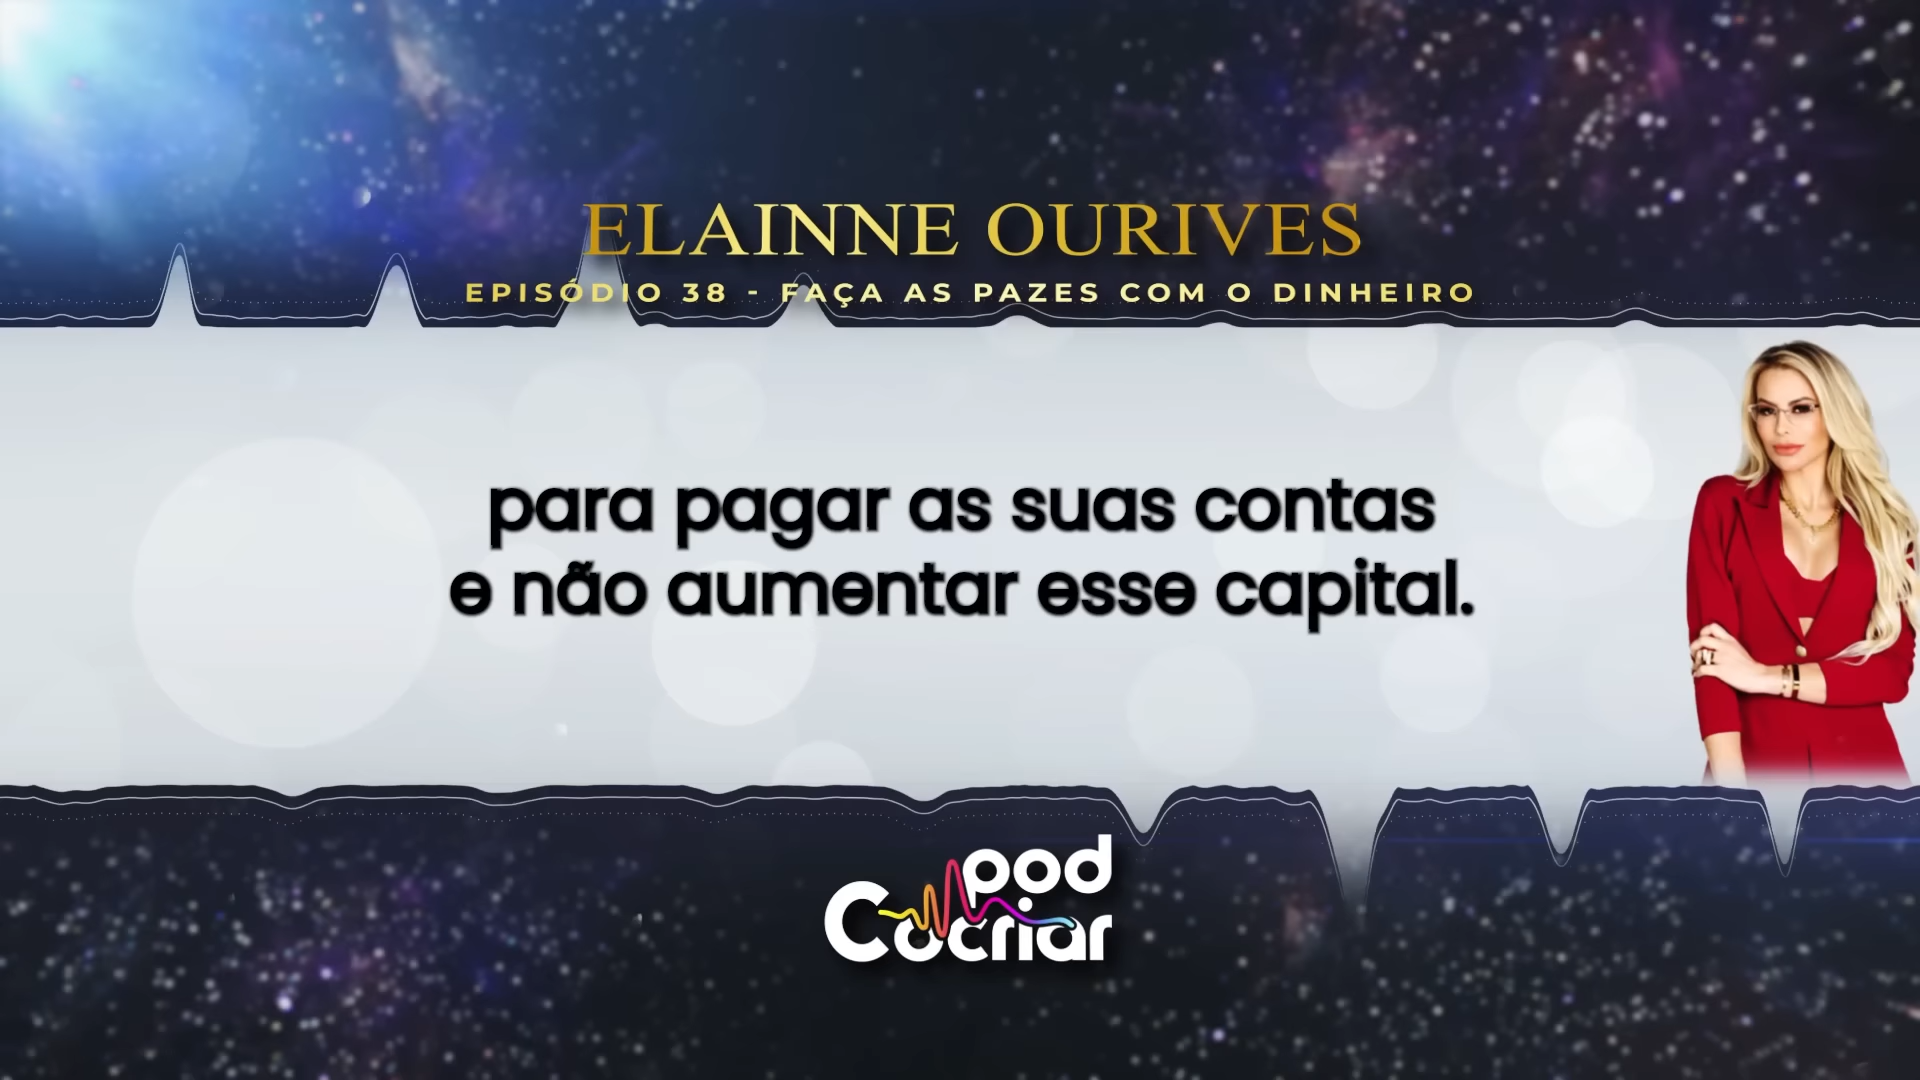 ELAINNE OURIVES
EPISÓDIO 38 - FAÇA AS PAZES COM O DINHEIRO
para pagar as suas contas
e não aumentar esse capital.
pod
Cocriar